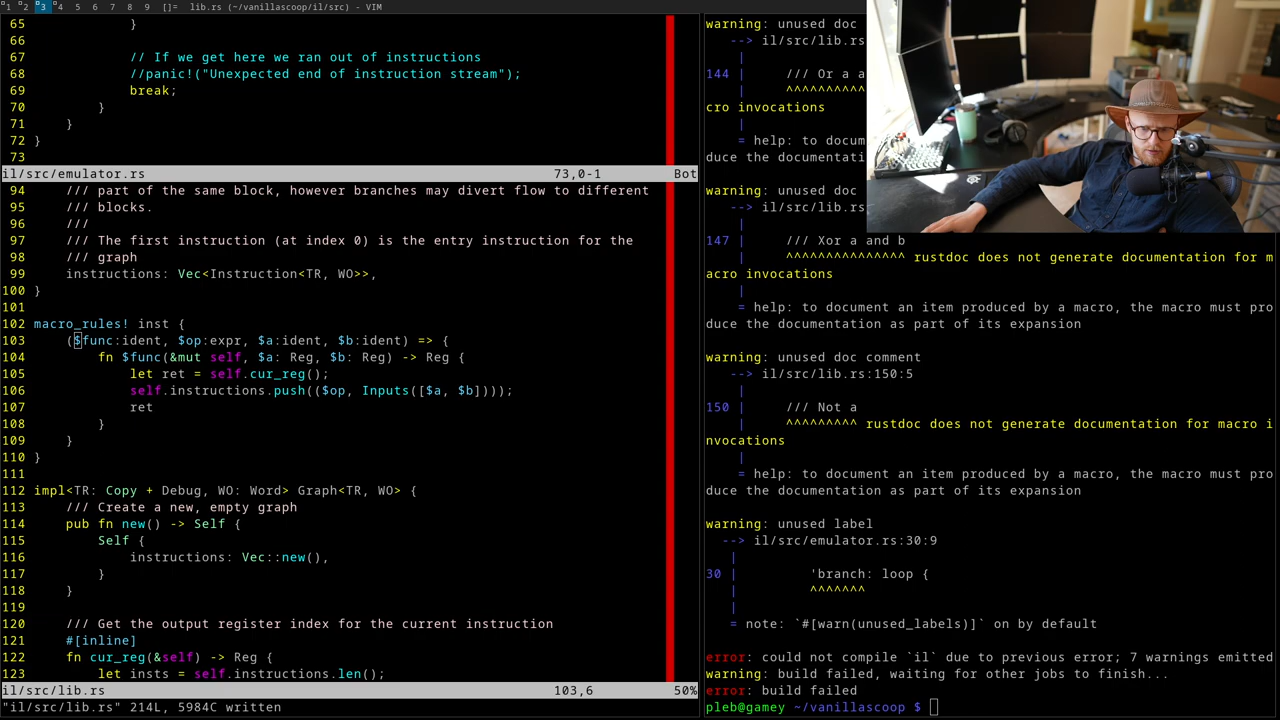 1 2 3 4 5 6 7 8 9 []= lib.rs (~/vanillascoop/il/src) - VIM
65 }
66
67 // If we get here we ran out of instructions
68 //panic!("Unexpected end of instruction stream");
69 break;
70 }
71 }
72 }
73
il/src/emulator.rs 73,0-1 Bot
94 /// part of the same block, however branches may divert flow to different
95 /// blocks.
96 ///
97 /// The first instruction (at index 0) is the entry instruction for the
98 /// graph
99 instructions: Vec<Instruction<TR, WO>>,
100 }
101
102 macro_rules! inst {
103 ($func:ident, $op:expr, $a:ident, $b:ident) => {
104 fn $func(&mut self, $a: Reg, $b: Reg) -> Reg {
105 let ret = self.cur_reg();
106 self.instructions.push(($op, Inputs([$a, $b])));
107 ret
108 }
109 }
110 }
111
112 impl<TR: Copy + Debug, WO: Word> Graph<TR, WO> {
113 /// Create a new, empty graph
114 pub fn new() -> Self {
115 Self {
116 instructions: Vec::new(),
117 }
118 }
119
120 /// Get the output register index for the current instruction
121 #[inline]
122 fn cur_reg(&self) -> Reg {
123 let insts = self.instructions.len();
il/src/lib.rs 103,6 50%
"il/src/lib.rs" 214L, 5984C written
warning: unused doc
--> il/src/lib.rs
|
144 | /// Or a a
| ^^^^^^^^^^
cro invocations
|
= help: to docum
duce the documentati
warning: unused doc
--> il/src/lib.rs
|
147 | /// Xor a and b
| ^^^^^^^^^^^^^^^ rustdoc does not generate documentation for m
acro invocations
|
= help: to document an item produced by a macro, the macro must pro
duce the documentation as part of its expansion
warning: unused doc comment
--> il/src/lib.rs:150:5
|
150 | /// Not a
| ^^^^^^^^^ rustdoc does not generate documentation for macro i
nvocations
|
= help: to document an item produced by a macro, the macro must pro
duce the documentation as part of its expansion
warning: unused label
--> il/src/emulator.rs:30:9
|
30 | 'branch: loop {
| ^^^^^^^
|
= note: `#[warn(unused_labels)]` on by default
error: could not compile `il` due to previous error; 7 warnings emitted
warning: build failed, waiting for other jobs to finish...
error: build failed
pleb@gamey ~/vanillascoop $